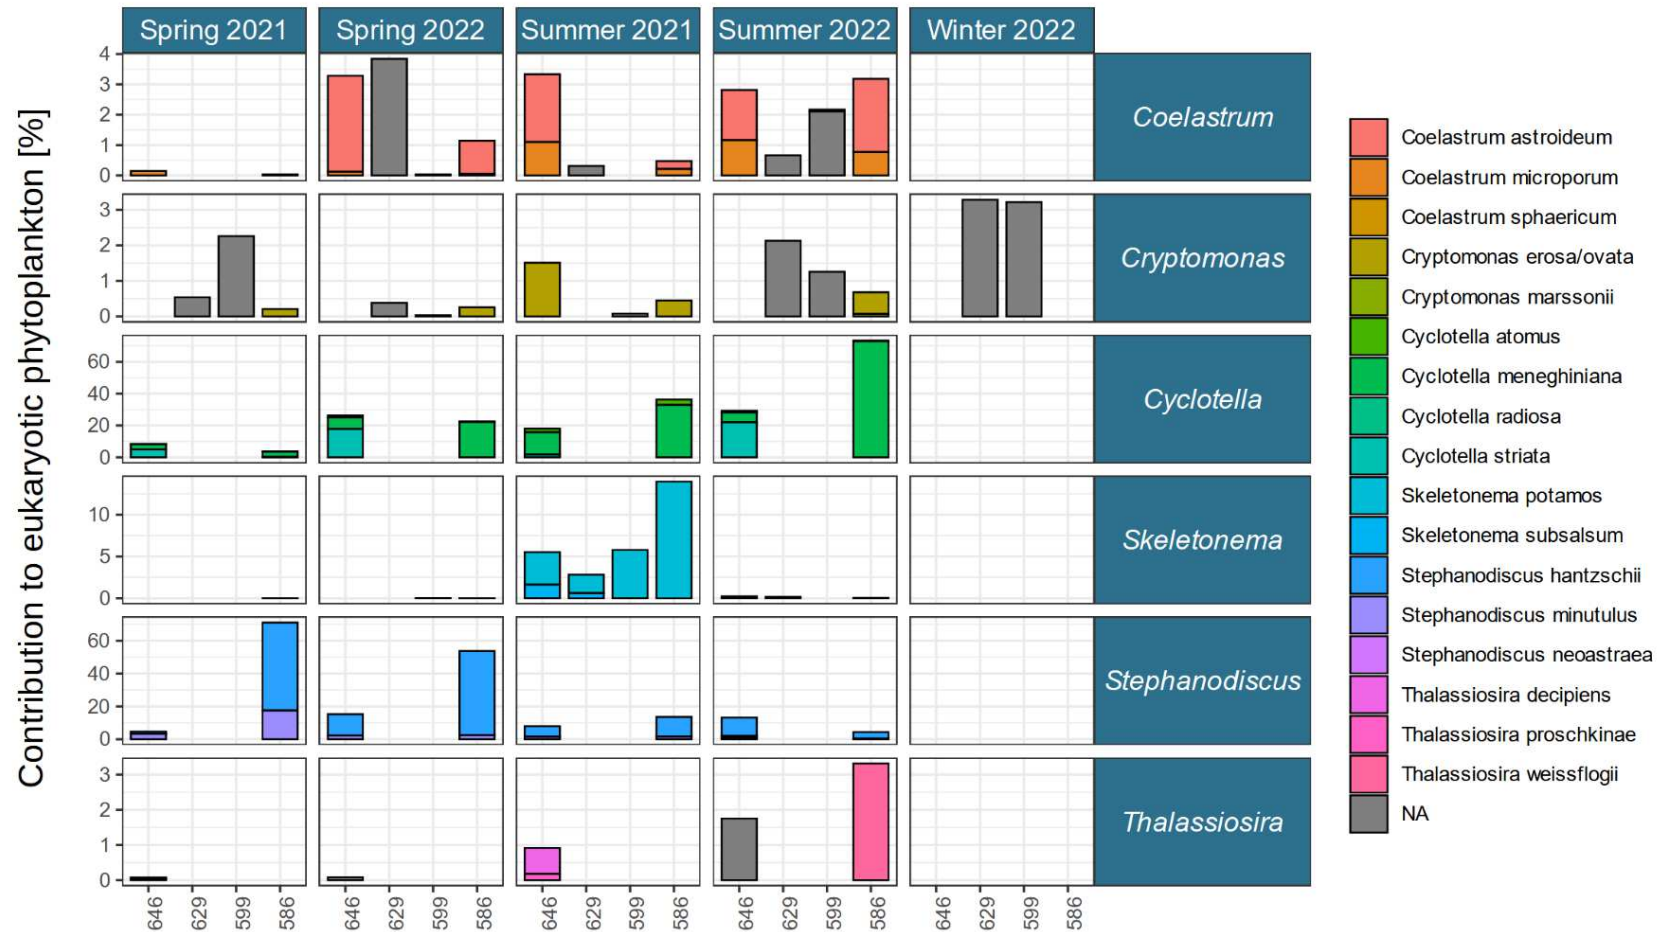 Spring 2021 Spring 2022 Summer 2021 Summer 2022 Winter 2022
Contribution to eukaryotic phytoplankton [%]
4
3
2
1
0
Coelastrum
3
2
1
0
Cryptomonas
60
40
20
0
Cyclotella
10
5
0
Skeletonema
60
40
20
0
Stephanodiscus
3
2
1
0
Thalassiosira
646 629 599 586 646 629 599 586 646 629 599 586 646 629 599 586 646 629 599 586
Coelastrum astroideum
Coelastrum microporum
Coelastrum sphaericum
Cryptomonas erosa/ovata
Cryptomonas marssonii
Cyclotella atomus
Cyclotella meneghiniana
Cyclotella radiosa
Cyclotella striata
Skeletonema potamos
Skeletonema subsalsum
Stephanodiscus hantzschii
Stephanodiscus minutulus
Stephanodiscus neoastraea
Thalassiosira decipiens
Thalassiosira proschkinae
Thalassiosira weissflogii
NA